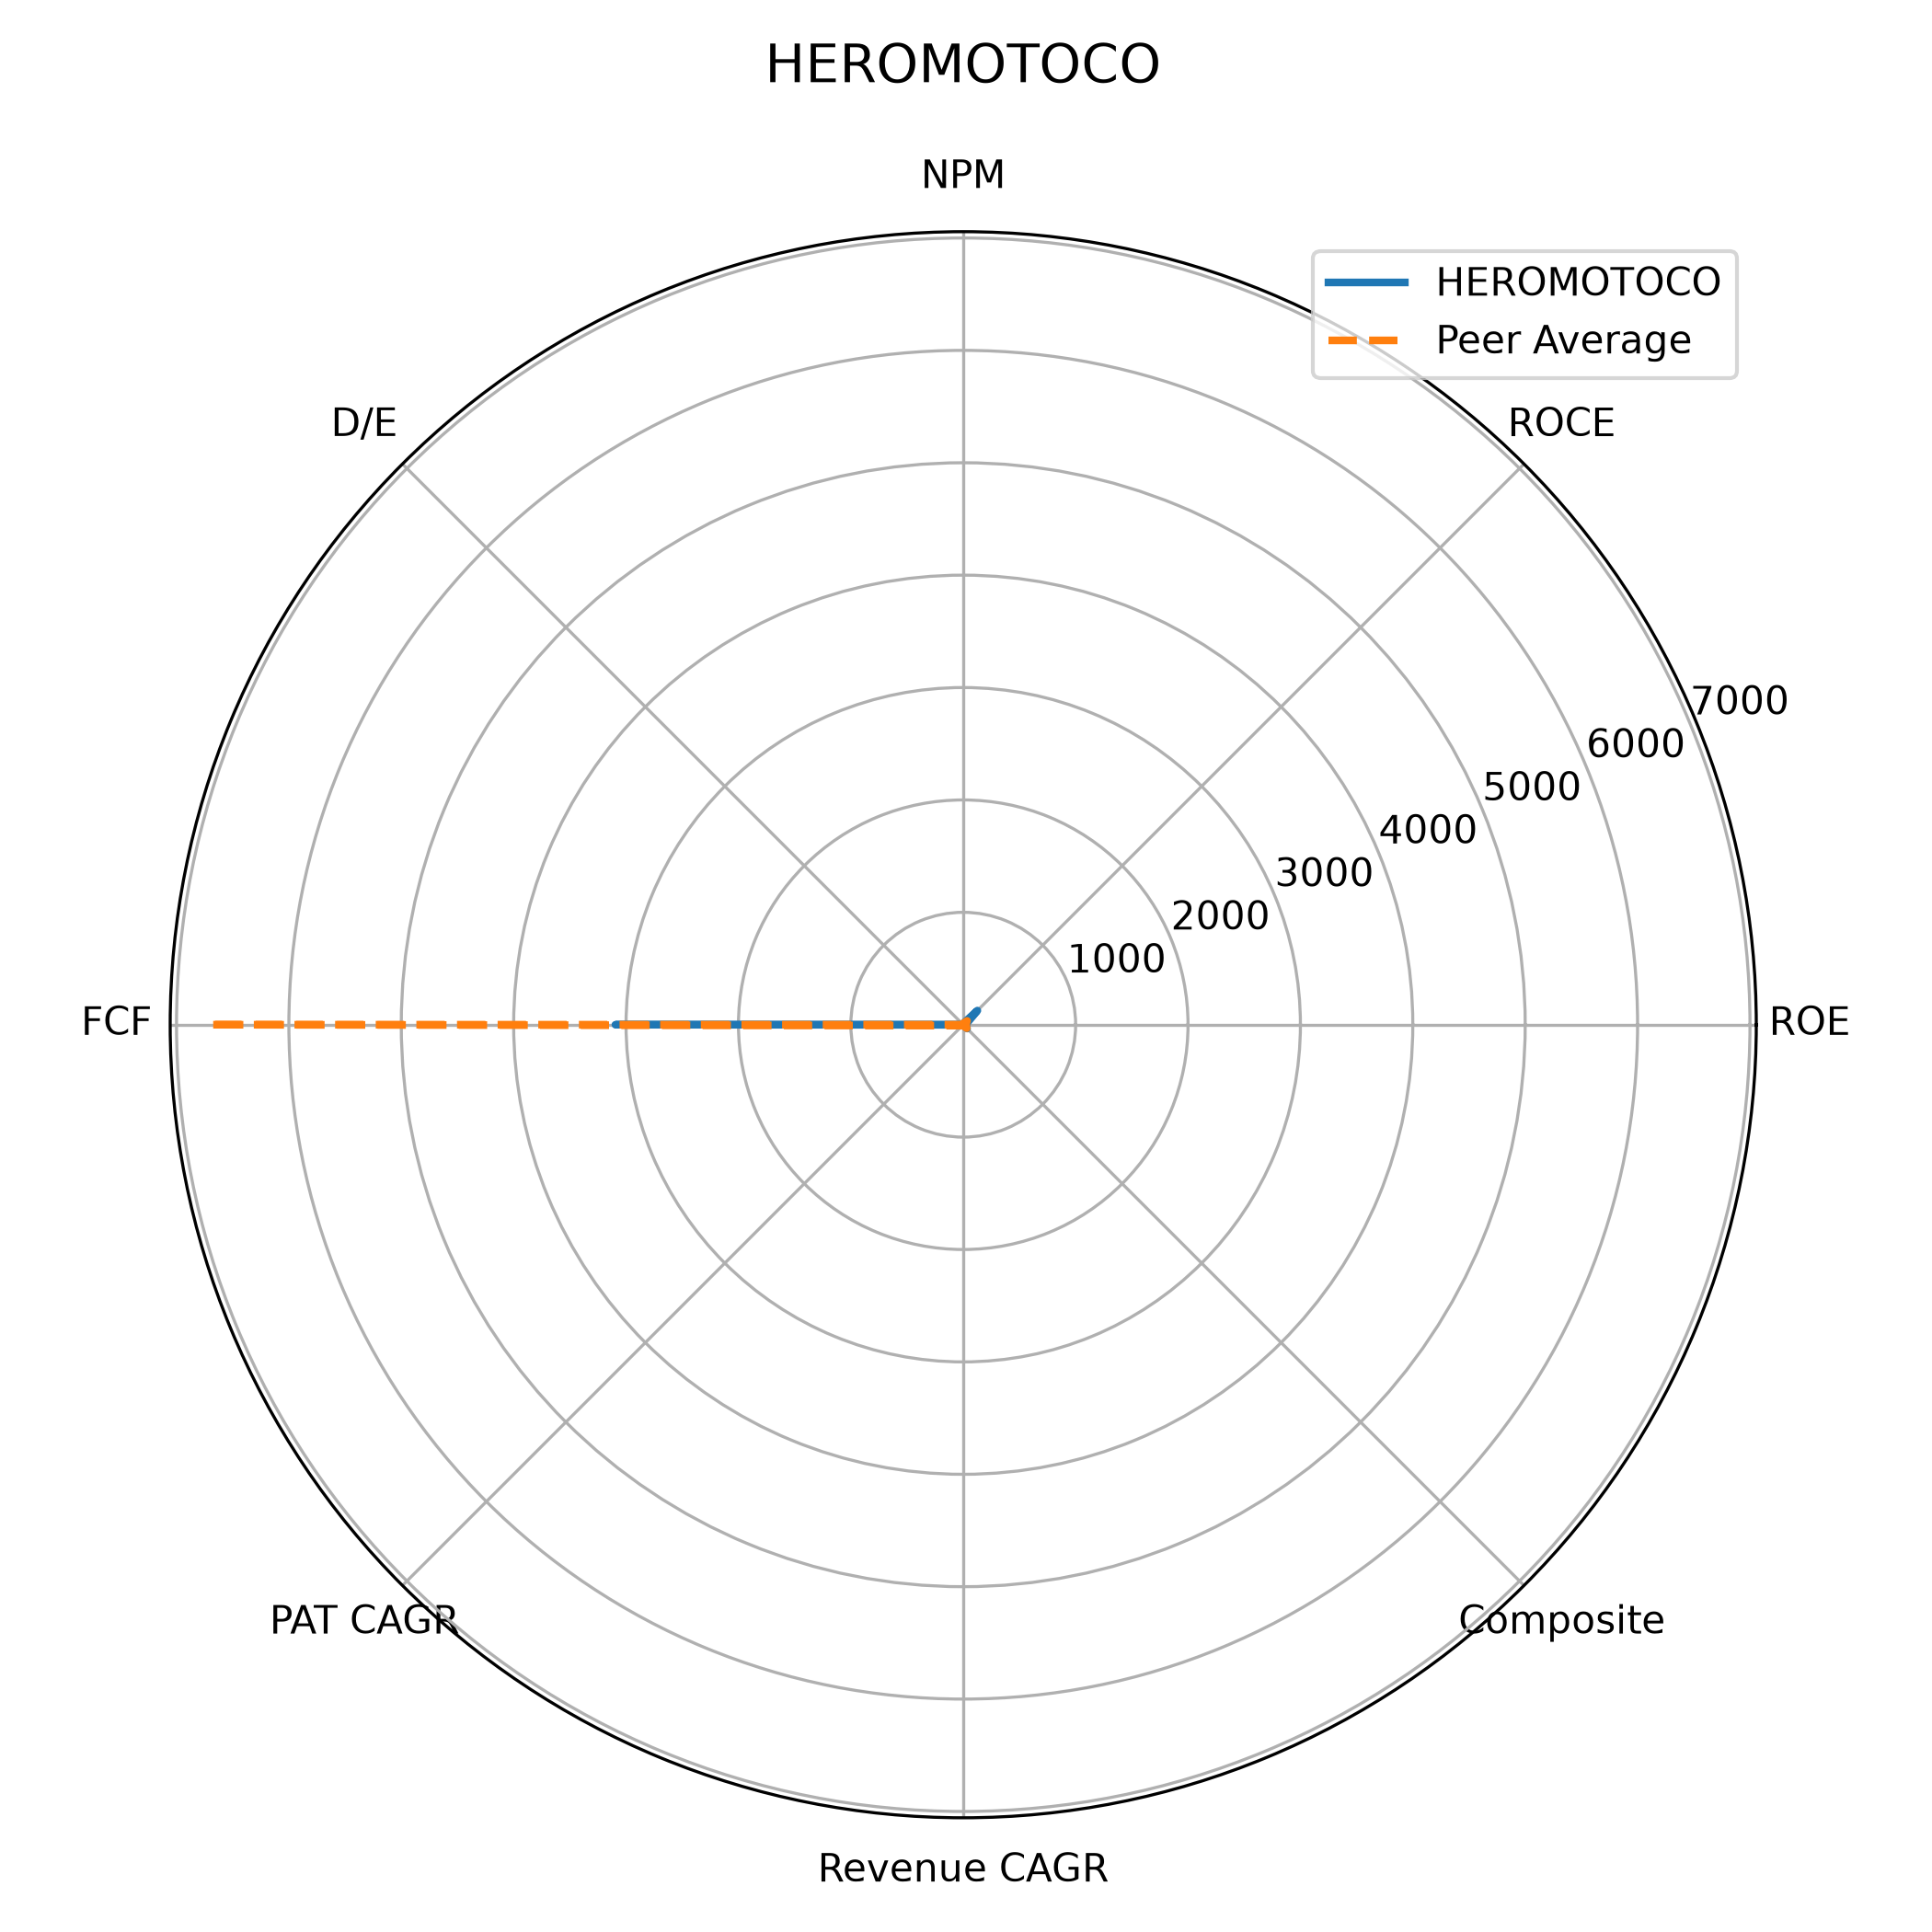 HEROMOTOCO
NPM
HEROMOTOCO
Peer Average
D/E
ROCE
7000
6000
5000
4000
3000
2000
1000
FCF
ROE
PAT CAGR
Composite
Revenue CAGR